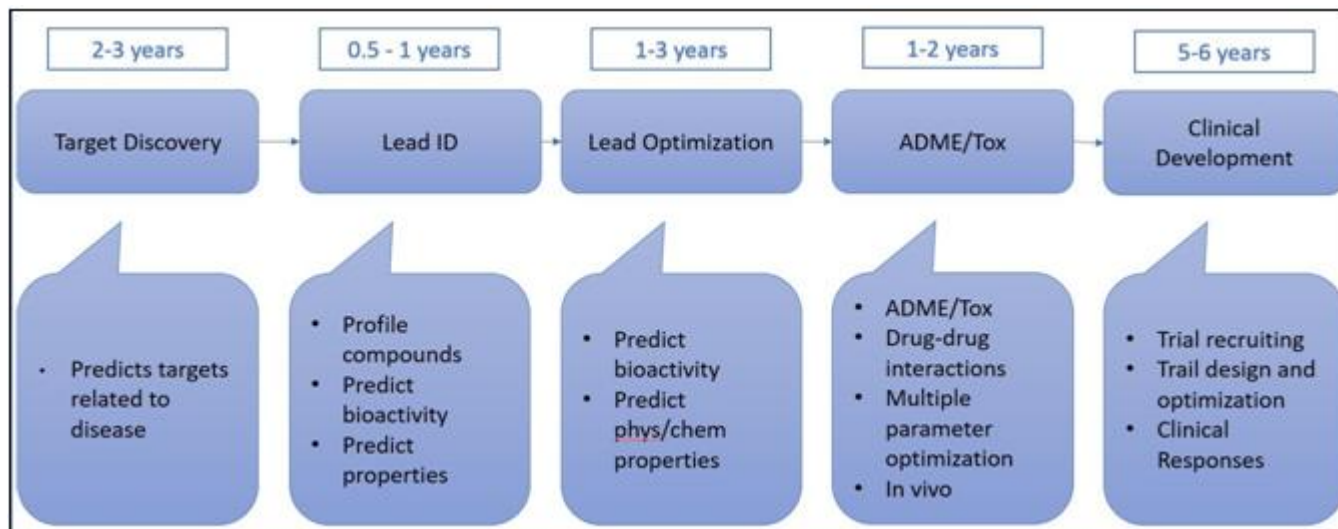 2-3 years
0.5 - 1 years
1-3 years
1-2 years
5-6 years
Target Discovery
Lead ID
Lead Optimization
ADME/Tox
Clinical
Development
• Predicts targets
related to
disease
• Profile
compounds
• Predict
bioactivity
• Predict
properties
• Predict
bioactivity
• Predict
phys/chem
properties
• ADME/Tox
• Drug-drug
interactions
• Multiple
parameter
optimization
• In vivo
• Trial recruiting
• Trail design and
optimization
• Clinical
Responses